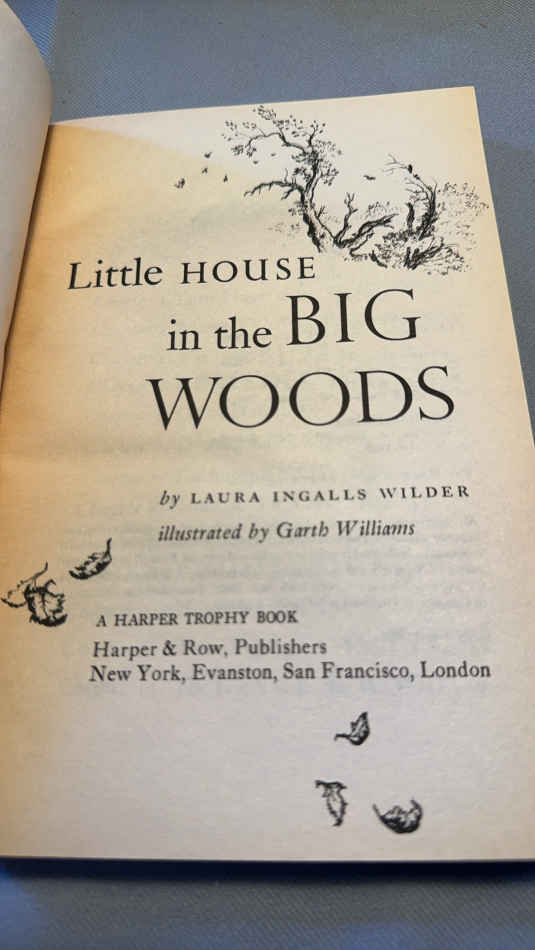 Little HOUSE
in the BIG
WOODS
by LAURA INGALLS WILDER
illustrated by Garth Williams
A HARPER TROPHY BOOK
Harper & Row, Publishers
New York, Evanston, San Francisco, London